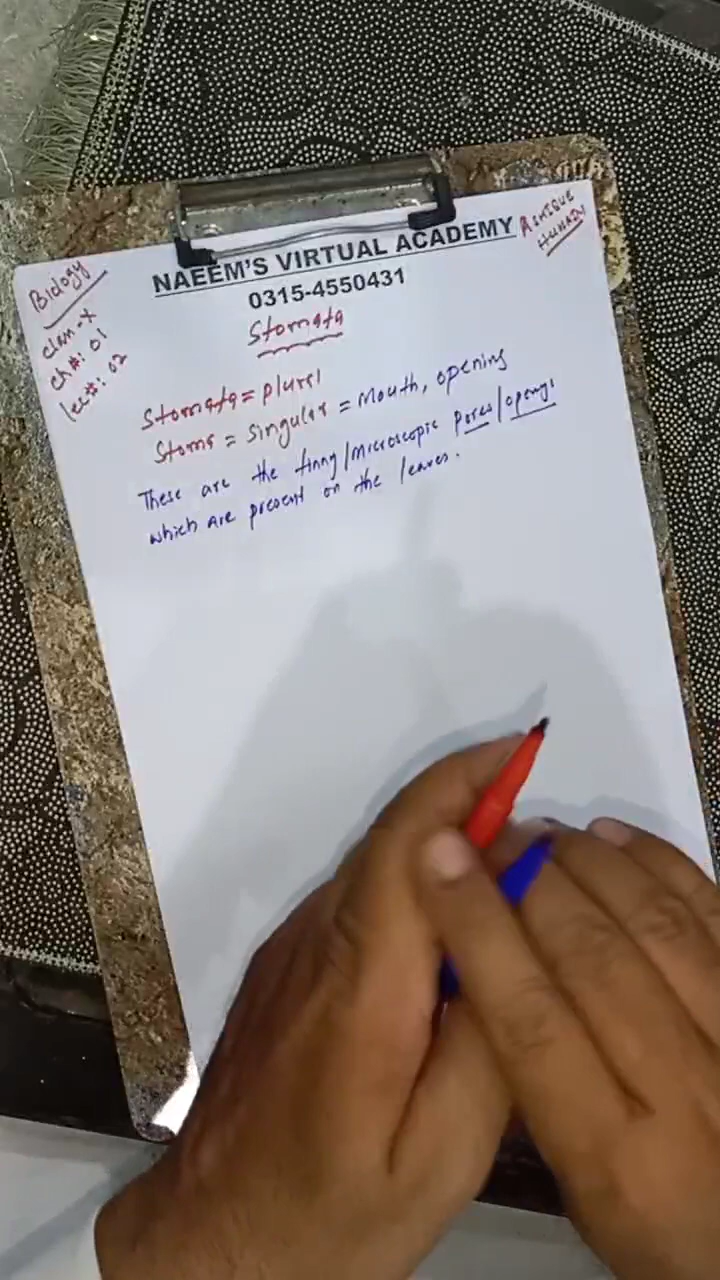 NAEEM'S VIRTUAL ACADEMY
0315-4550431
Biology
class-X
ch#: 01
lec#: 02
Stomata
Stomata = plural
Stoma = singular = Mouth, opening
These are the tinny/microscopic pores/openings
which are present on the leaves.